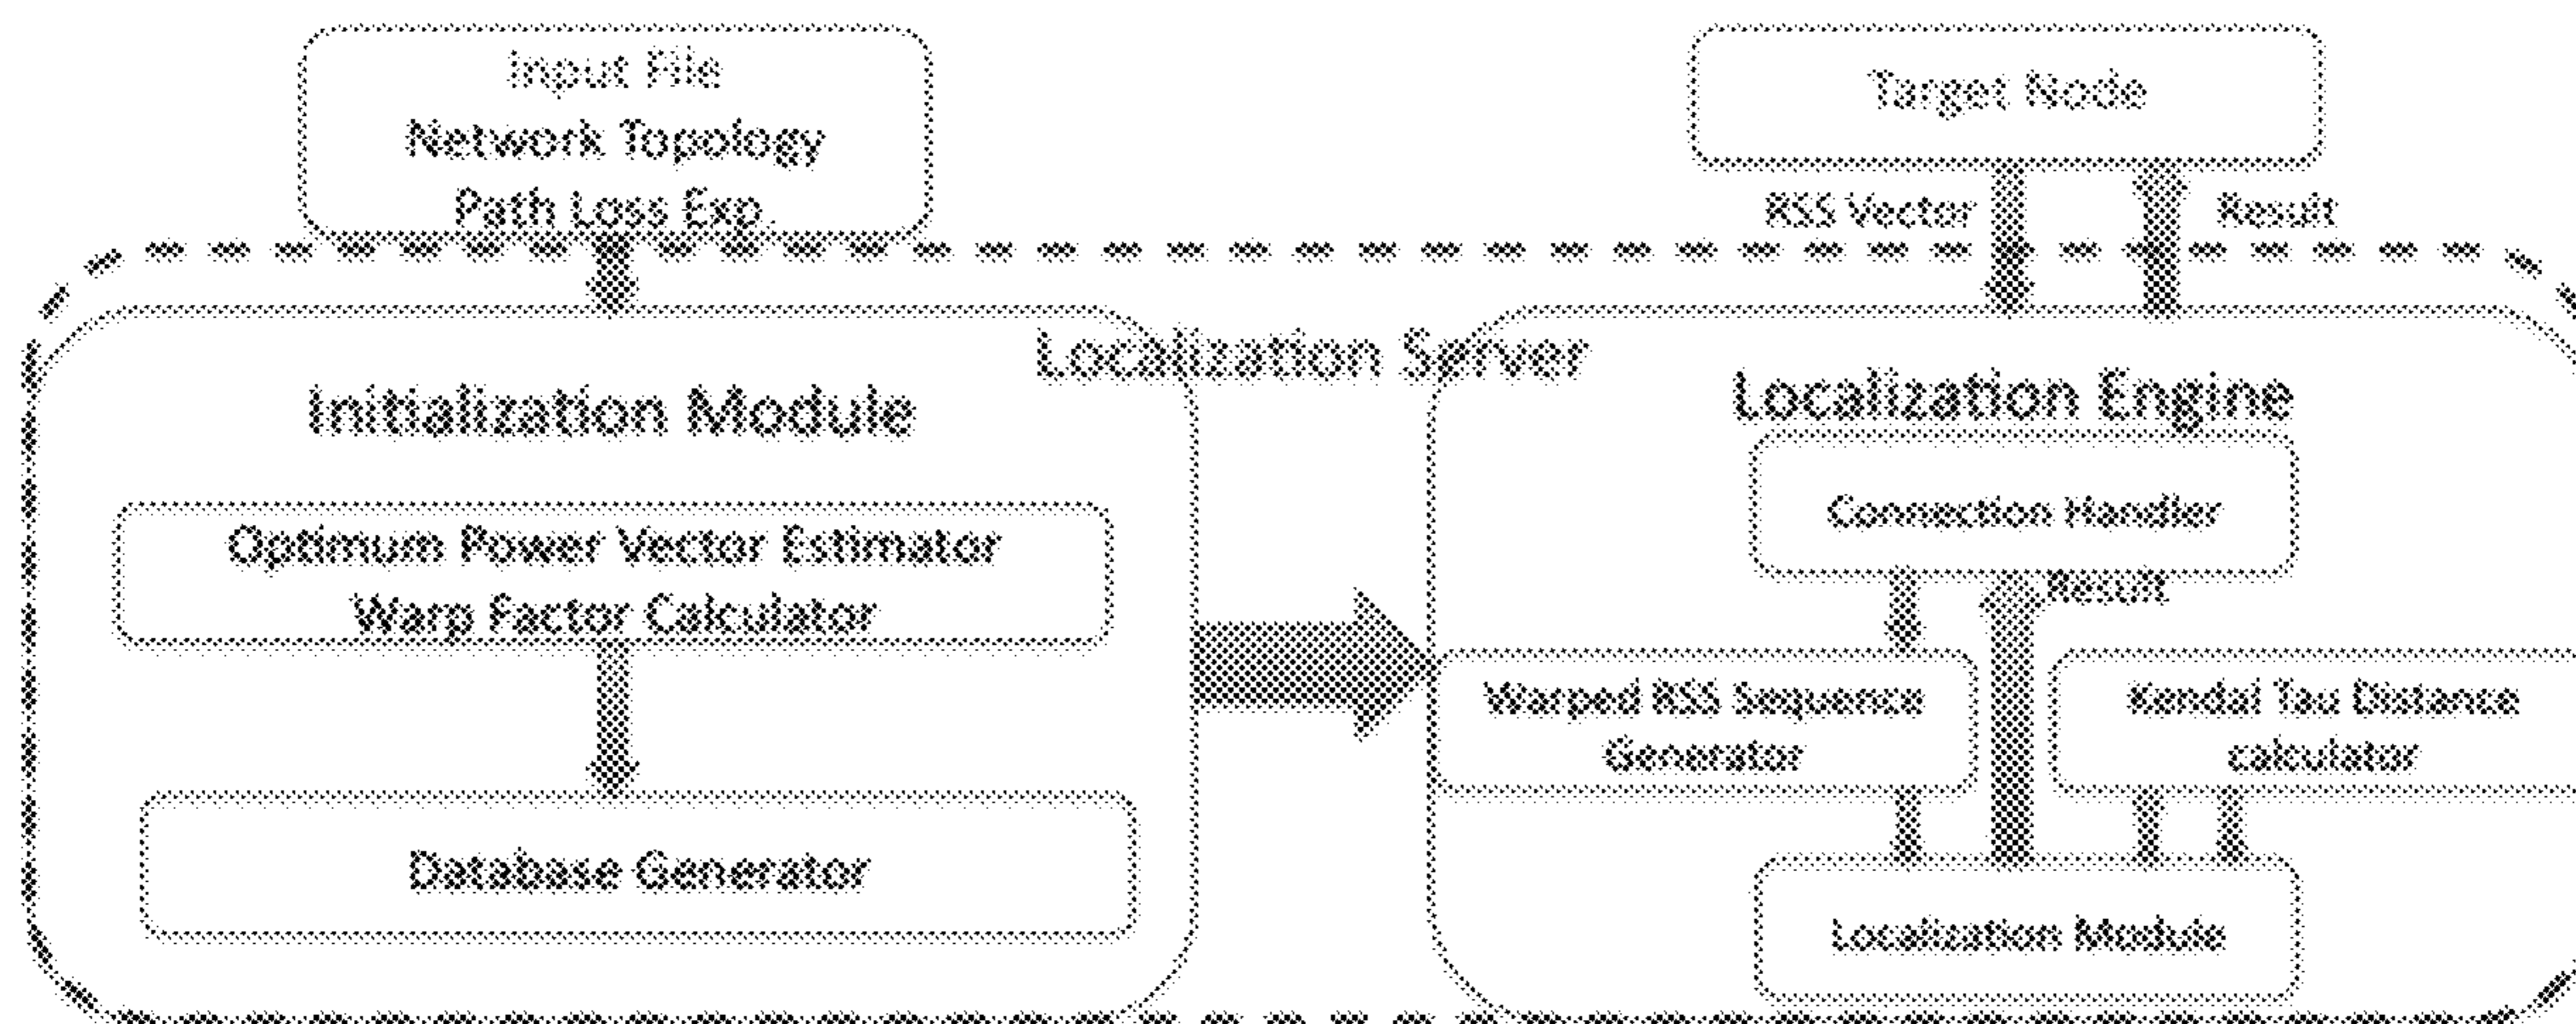 Input File
Network Topology
Path Loss Exp.
Target Node
RSS Vector
Result
Localization Server
Initialization Module
Localization Engine
Optimum Power Vector Estimator
Warp Factor Calculator
Connection Handler
Result
Warped RSS Sequence
Generator
Kendal Tau Distance
calculator
Database Generator
Localization Module